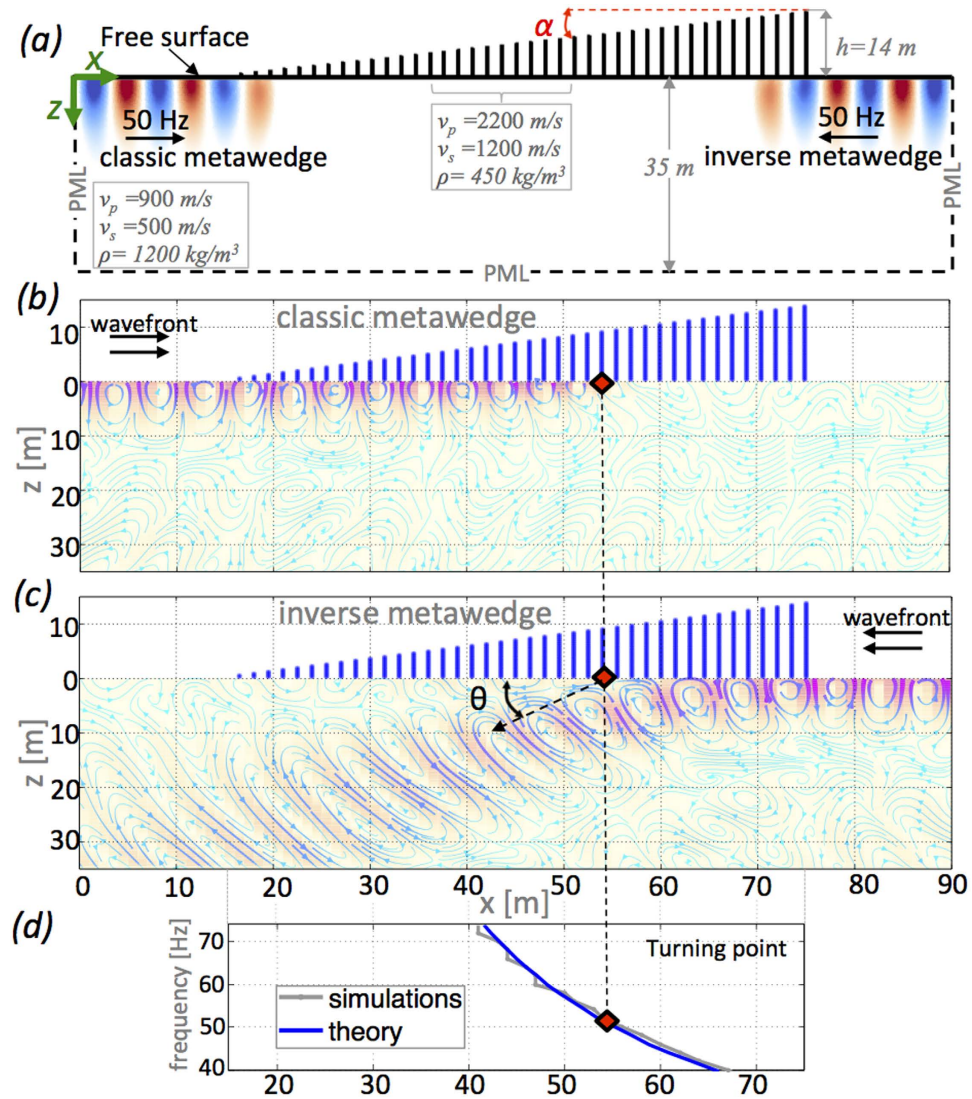 (a)
Free surface
α
h=14 m
X
Z
50 Hz
classic metawedge
v_p =2200 m/s
v_s =1200 m/s
ρ= 450 kg/m³
50 Hz
inverse metawedge
35 m
PML
v_p =900 m/s
v_s =500 m/s
ρ= 1200 kg/m³
PML
PML
(b)
wavefront
classic metawedge
10
0
10
20
30
z [m]
(c)
inverse metawedge
wavefront
θ
10
0
10
20
30
z [m]
0 10 20 30 40 50 60 70 80 90
x [m]
(d)
Turning point
simulations
theory
frequency [Hz]
70
60
50
40
20 30 40 50 60 70